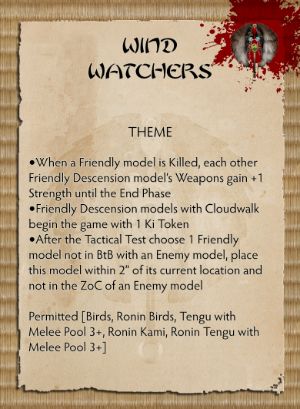 WIND
WATCHERS
THEME
•When a Friendly model is Killed, each other
Friendly Descension model's Weapons gain +1
Strength until the End Phase
•Friendly Descension models with Cloudwalk
begin the game with 1 Ki Token
•After the Tactical Test choose 1 Friendly
model not in BtB with an Enemy model, place
this model within 2" of its current location and
not in the ZoC of an Enemy model
Permitted [Birds, Ronin Birds, Tengu with
Melee Pool 3+, Ronin Kami, Ronin Tengu with
Melee Pool 3+]